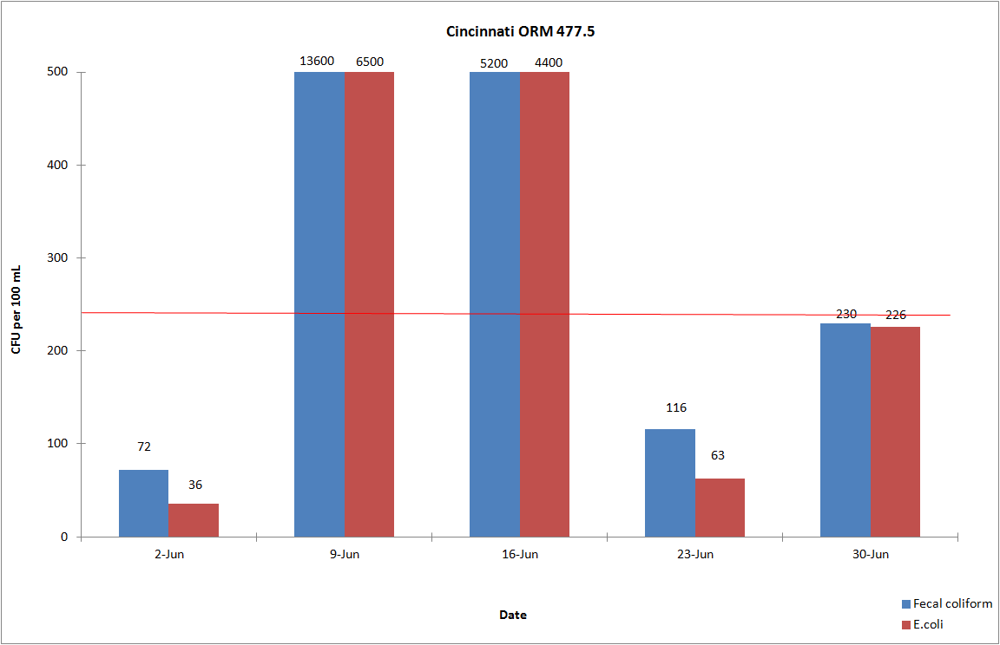 Cincinnati ORM 477.5
CFU per 100 mL
500
400
300
200
100
0
72
36
13600
6500
5200
4400
116
63
230
226
2-Jun
9-Jun
16-Jun
23-Jun
30-Jun
Date
Fecal coliform
E.coli